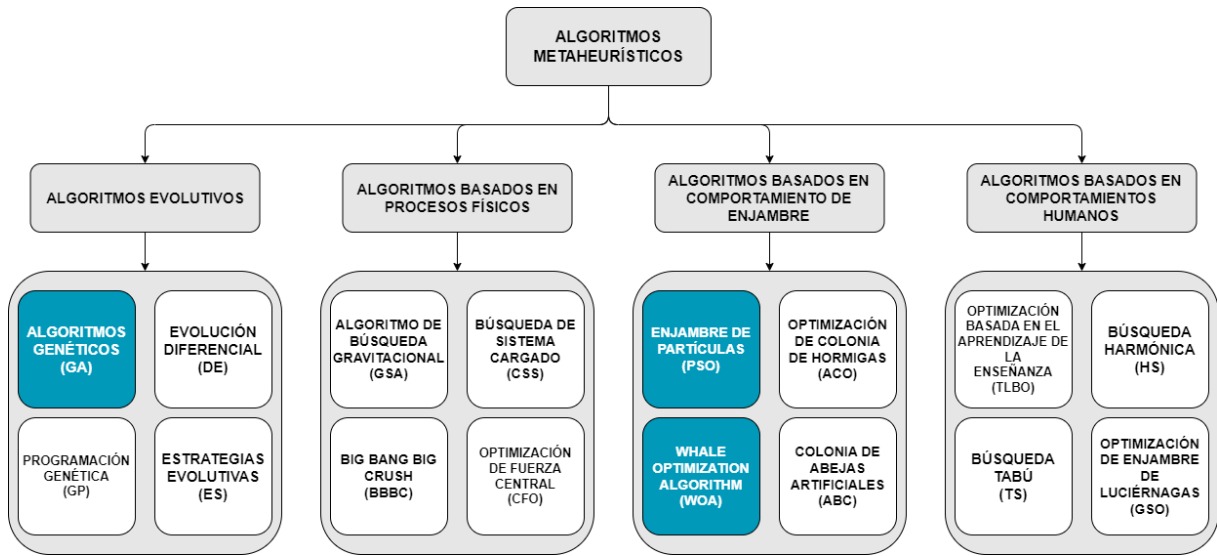 ALGORITMOS
METAHEURÍSTICOS
ALGORITMOS EVOLUTIVOS
ALGORITMOS BASADOS EN
PROCESOS FÍSICOS
ALGORITMOS BASADOS EN
COMPORTAMIENTO DE
ENJAMBRE
ALGORITMOS BASADOS EN
COMPORTAMIENTOS
HUMANOS
ALGORITMOS
GENÉTICOS
(GA)
EVOLUCIÓN
DIFERENCIAL
(DE)
PROGRAMACIÓN
GENÉTICA
(GP)
ESTRATEGIAS
EVOLUTIVAS
(ES)
ALGORITMO DE
BÚSQUEDA
GRAVITACIONAL
(GSA)
BÚSQUEDA DE
SISTEMA
CARGADO
(CSS)
BIG BANG BIG
CRUSH
(BBBC)
OPTIMIZACIÓN
DE FUERZA
CENTRAL
(CFO)
ENJAMBRE DE
PARTÍCULAS
(PSO)
OPTIMIZACIÓN
DE COLONIA
DE HORMIGAS
(ACO)
WHALE
OPTIMIZATION
ALGORITHM
(WOA)
COLONIA DE
ABEJAS
ARTIFICIALES
(ABC)
OPTIMIZACIÓN
BASADA EN EL
APRENDIZAJE DE
LA
ENSEÑANZA
(TLBO)
BÚSQUEDA
HARMÓNICA
(HS)
BÚSQUEDA
TABÚ
(TS)
OPTIMIZACIÓN
DE ENJAMBRE
DE
LUCIÉRNAGAS
(GSO)